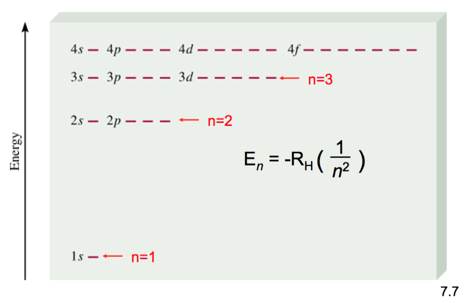 4s 4p 4d 4f
3s 3p 3d n=3
2s 2p n=2
Energy
Eₙ = -R_H ( 1/n² )
1s n=1
7.7